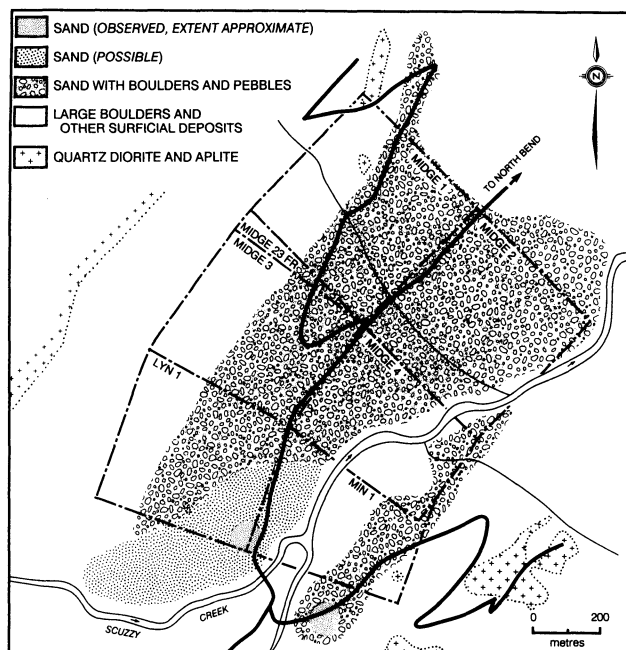 SAND (OBSERVED, EXTENT APPROXIMATE)
SAND (POSSIBLE)
SAND WITH BOULDERS AND PEBBLES
LARGE BOULDERS AND
OTHER SURFICIAL DEPOSITS
QUARTZ DIORITE AND APLITE
N
MIDGE 1
TO NORTH BEND
MIDGE 2
MIDGE 23 FR.
MIDGE 3
MIDGE 4
LYN 1
MIN 1
SCUZZY
CREEK
0 200
metres